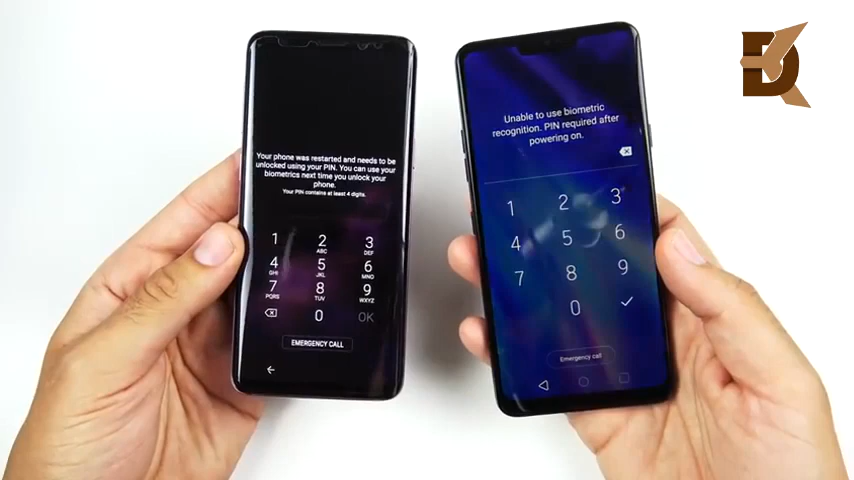 Your phone was restarted and needs to be
unlocked using your PIN. You can use your
biometrics next time you unlock your
phone.
Your PIN contains at least 4 digits.
1 2 3
ABC DEF
4 5 6
GHI JKL MNO
7 8 9
PQRS TUV WXYZ
0 OK
EMERGENCY CALL
Unable to use biometric
recognition. PIN required after
powering on.
1 2 3
4 5 6
7 8 9
0
Emergency call
D